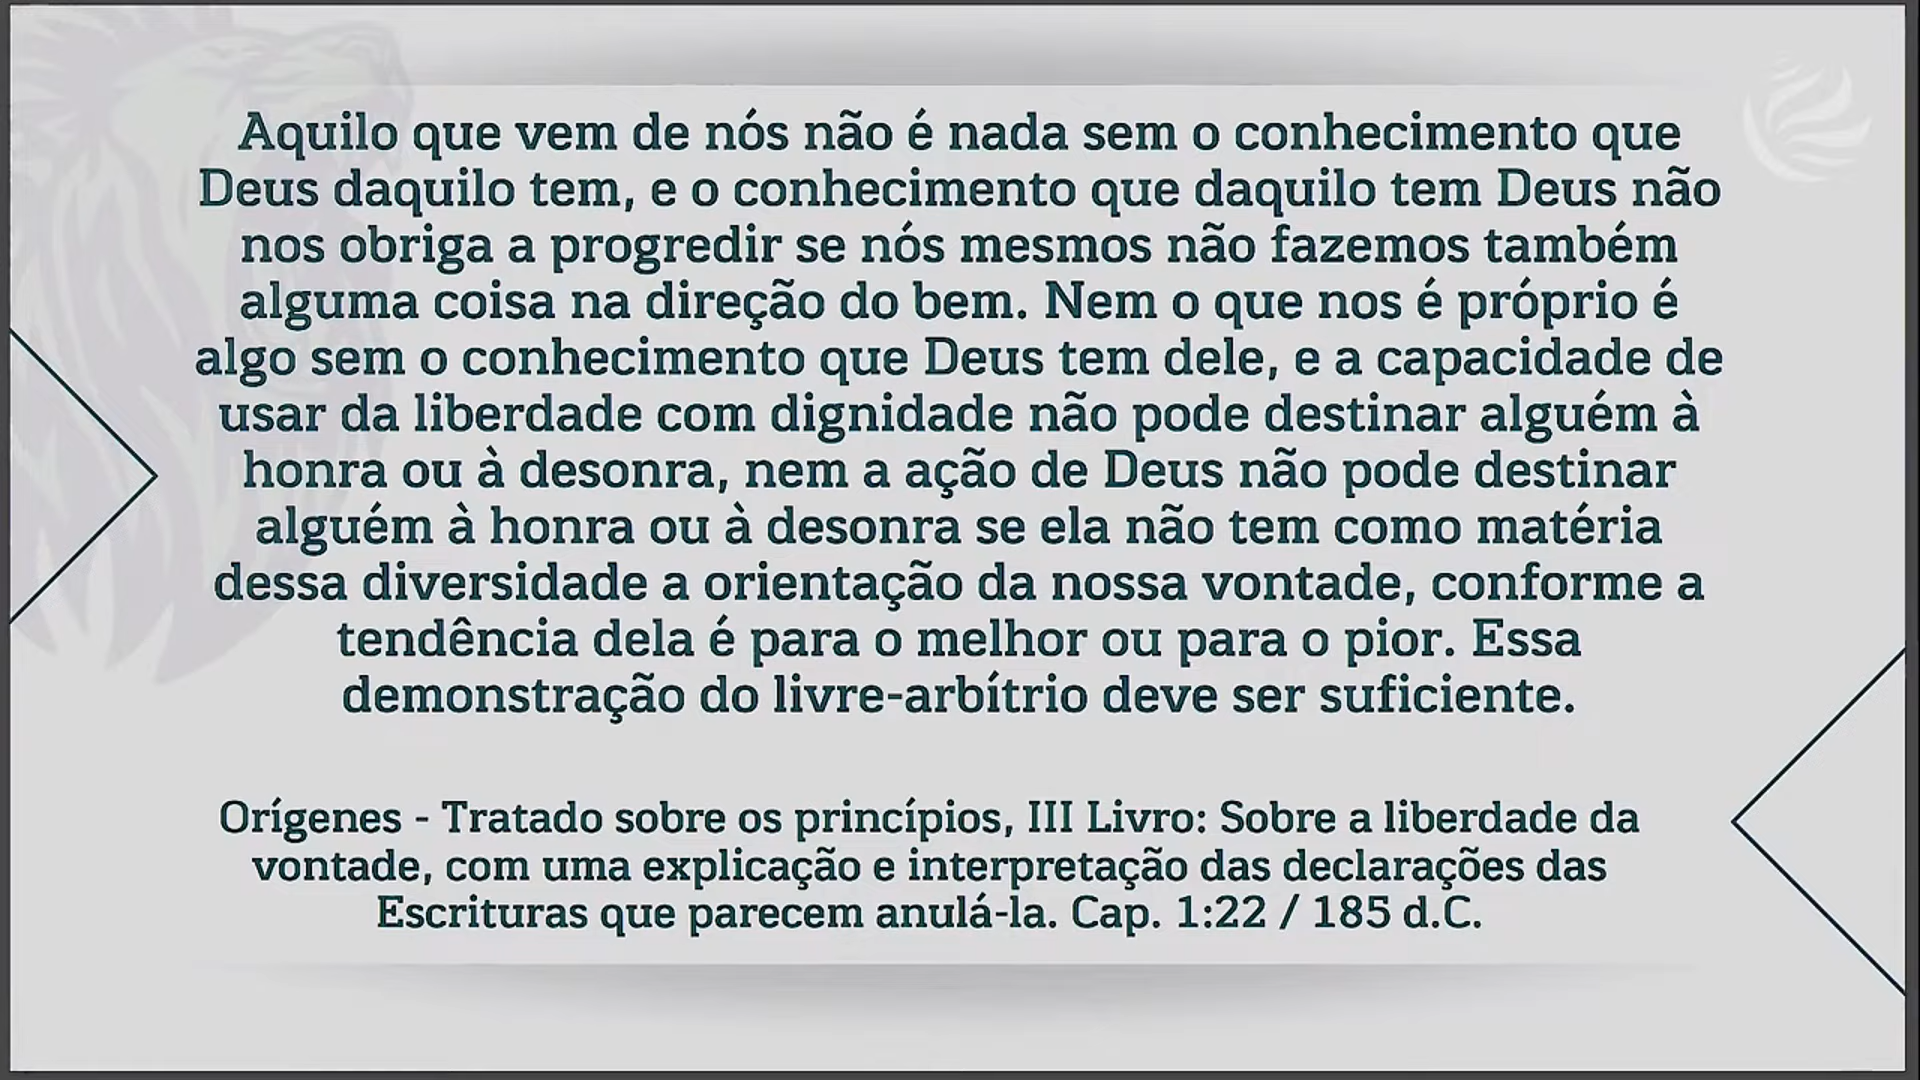 Aquilo que vem de nós não é nada sem o conhecimento que
Deus daquilo tem, e o conhecimento que daquilo tem Deus não
nos obriga a progredir se nós mesmos não fazemos também
alguma coisa na direção do bem. Nem o que nos é próprio é
algo sem o conhecimento que Deus tem dele, e a capacidade de
usar da liberdade com dignidade não pode destinar alguém à
honra ou à desonra, nem a ação de Deus não pode destinar
alguém à honra ou à desonra se ela não tem como matéria
dessa diversidade a orientação da nossa vontade, conforme a
tendência dela é para o melhor ou para o pior. Essa
demonstração do livre-arbítrio deve ser suficiente.
Orígenes - Tratado sobre os princípios, III Livro: Sobre a liberdade da
vontade, com uma explicação e interpretação das declarações das
Escrituras que parecem anulá-la. Cap. 1:22 / 185 d.C.